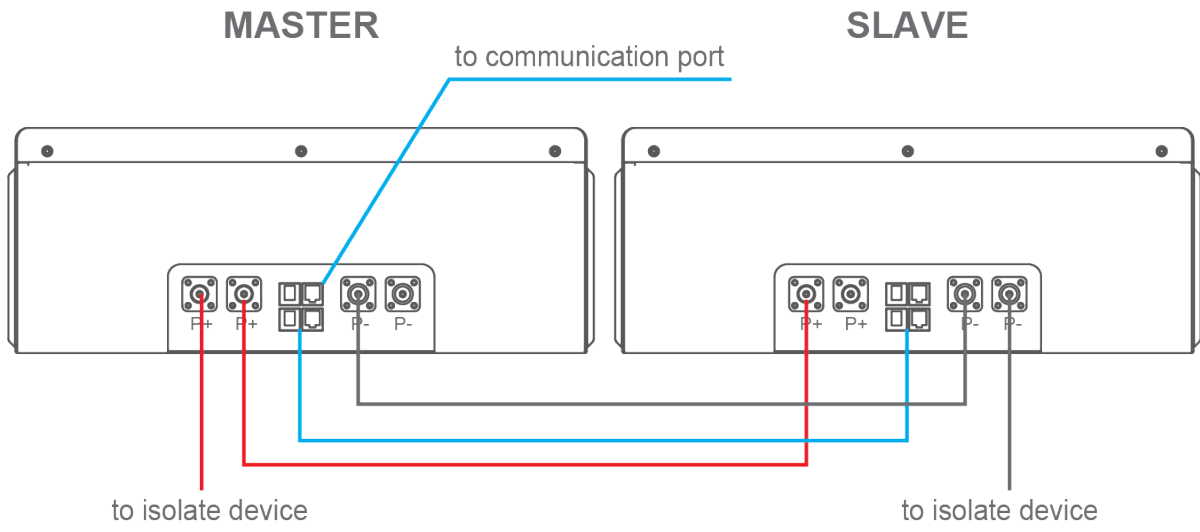 MASTER
SLAVE
to communication port
P+ P+ P- P-
P+ P+ P- P-
to isolate device
to isolate device